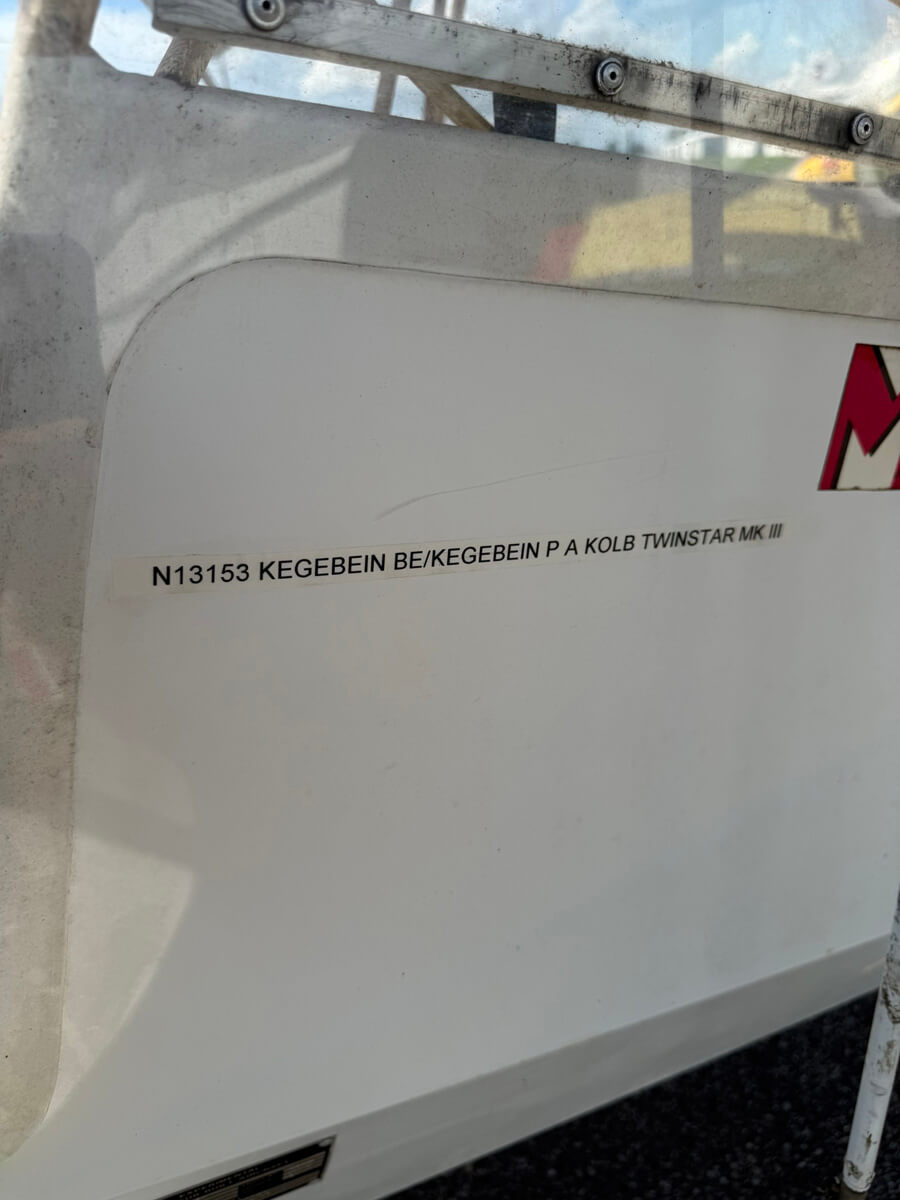 M
N13153 KEGEBEIN BE/KEGEBEIN P A KOLB TWINSTAR MK III